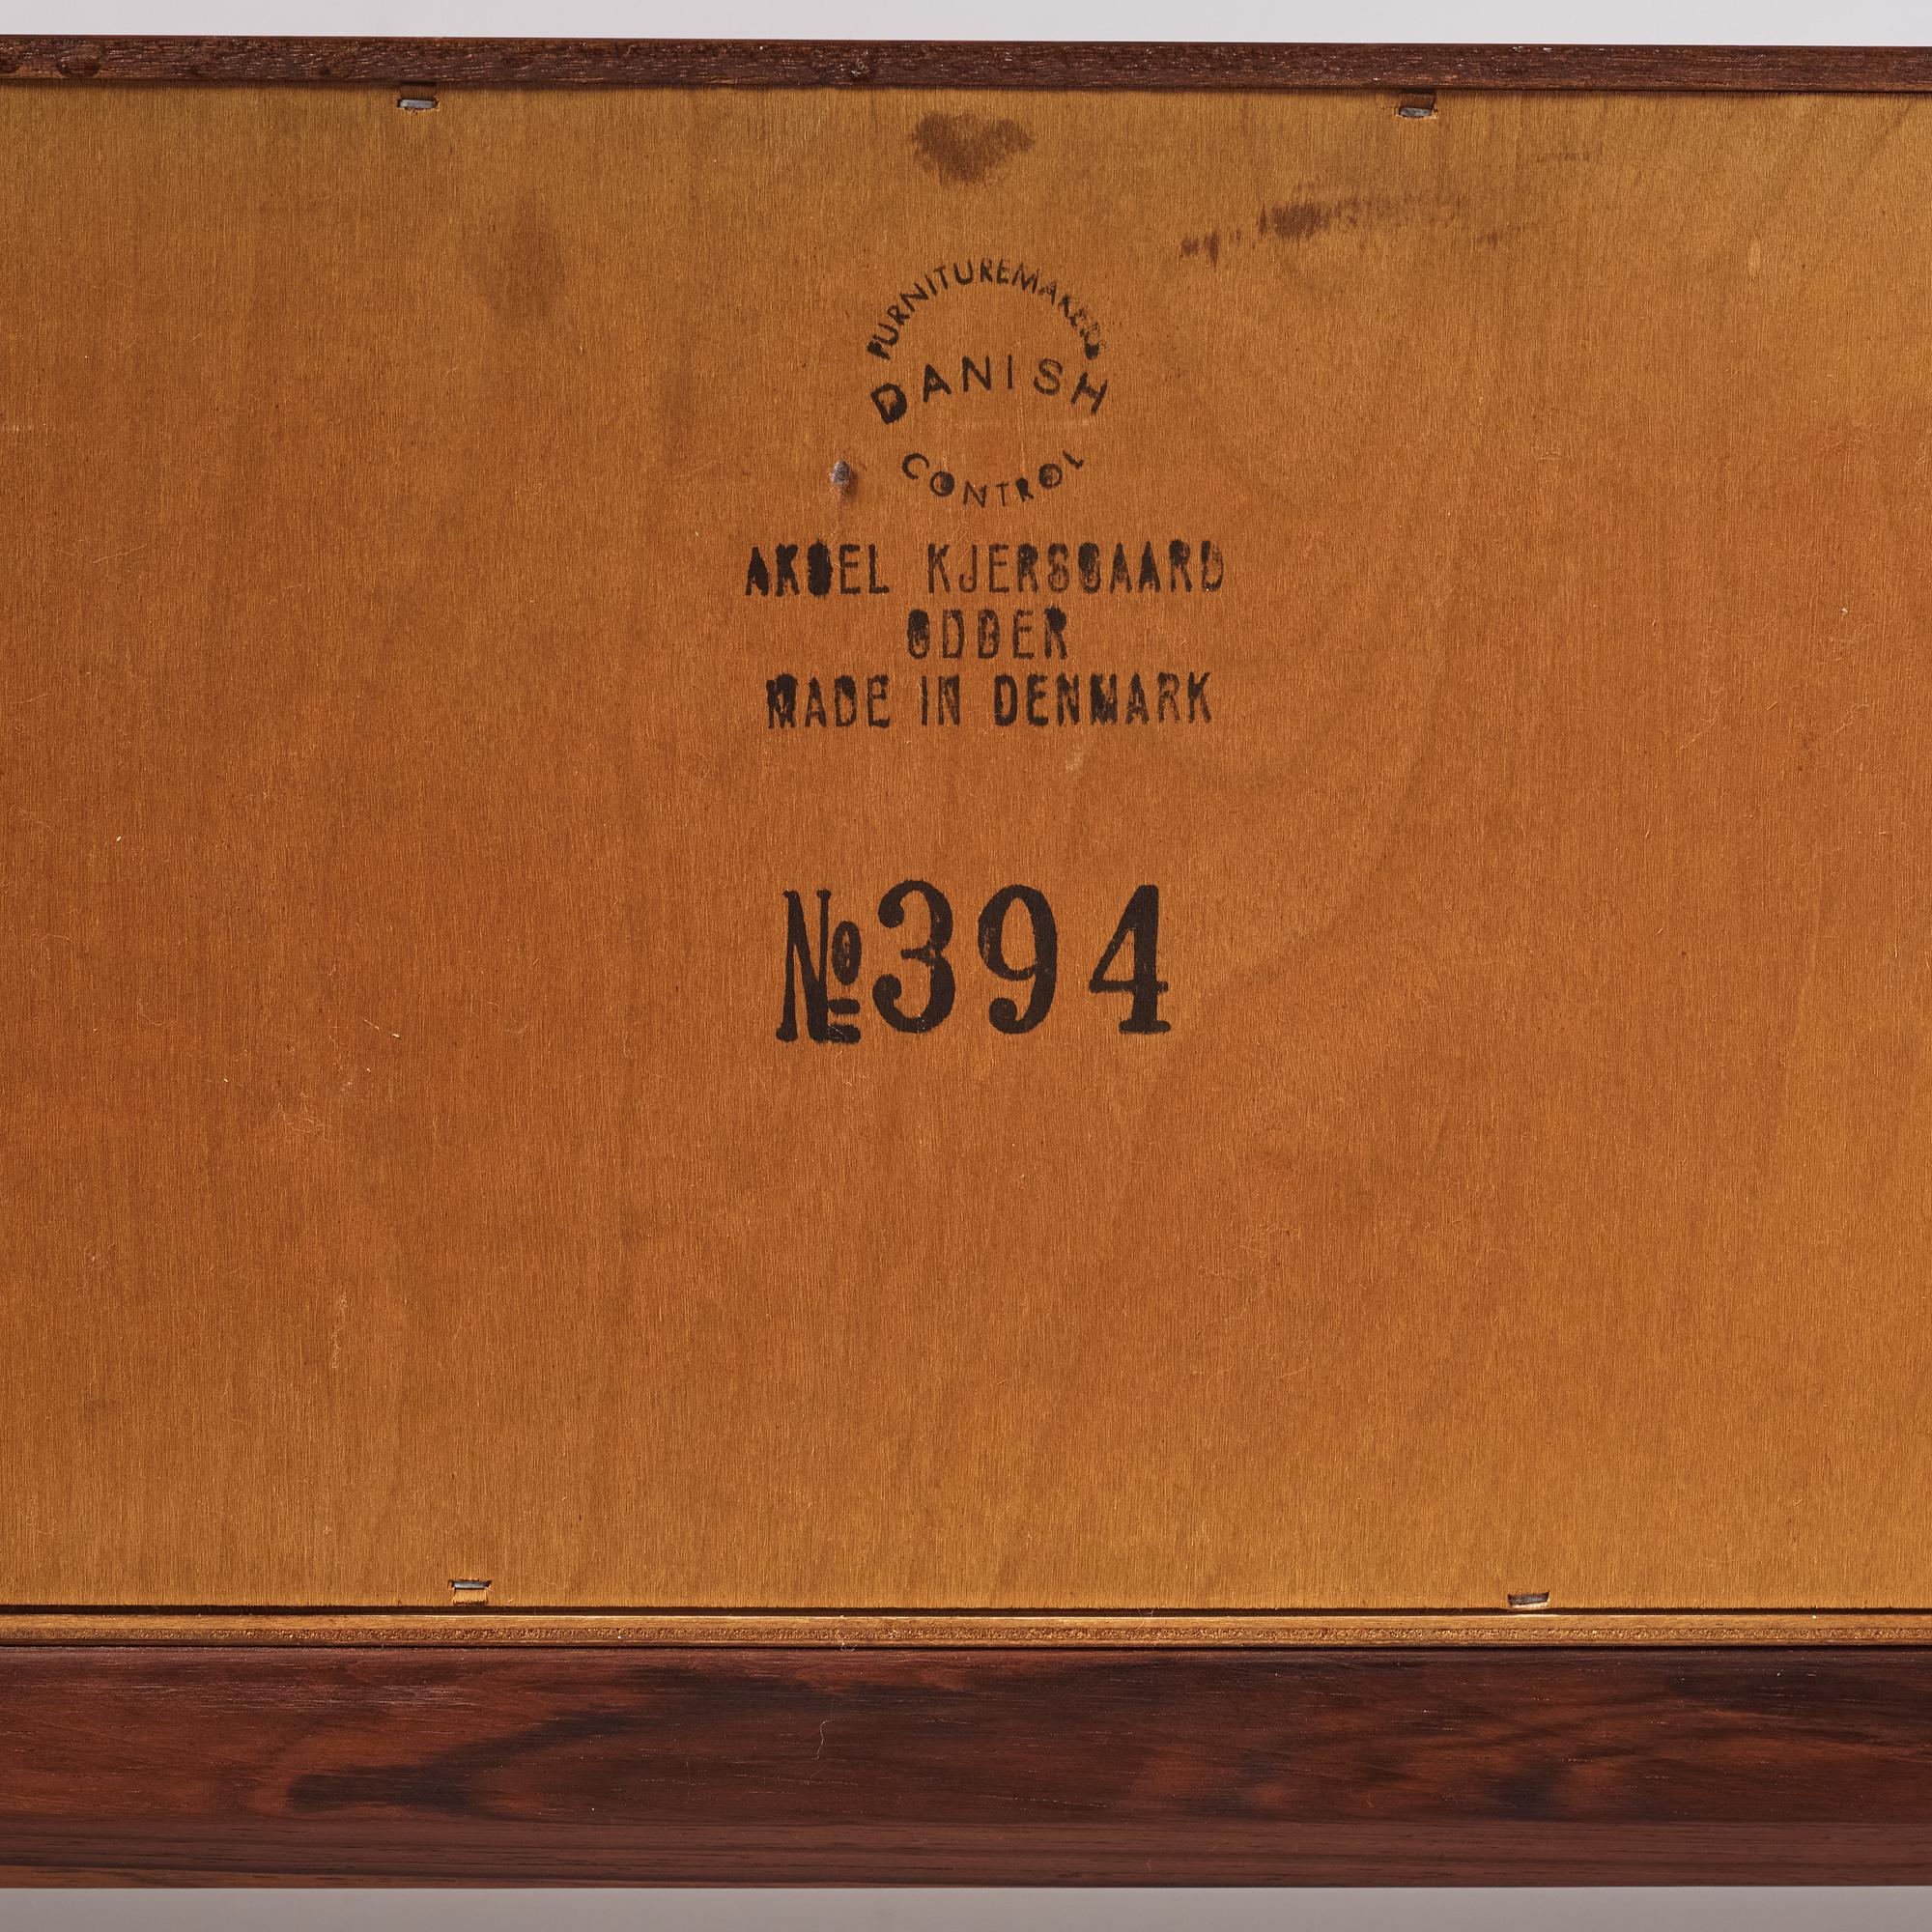 FURNITUREMAKERS
DANISH
CONTROL
AKSEL KJERSGAARD
ODDER
MADE IN DENMARK
№394